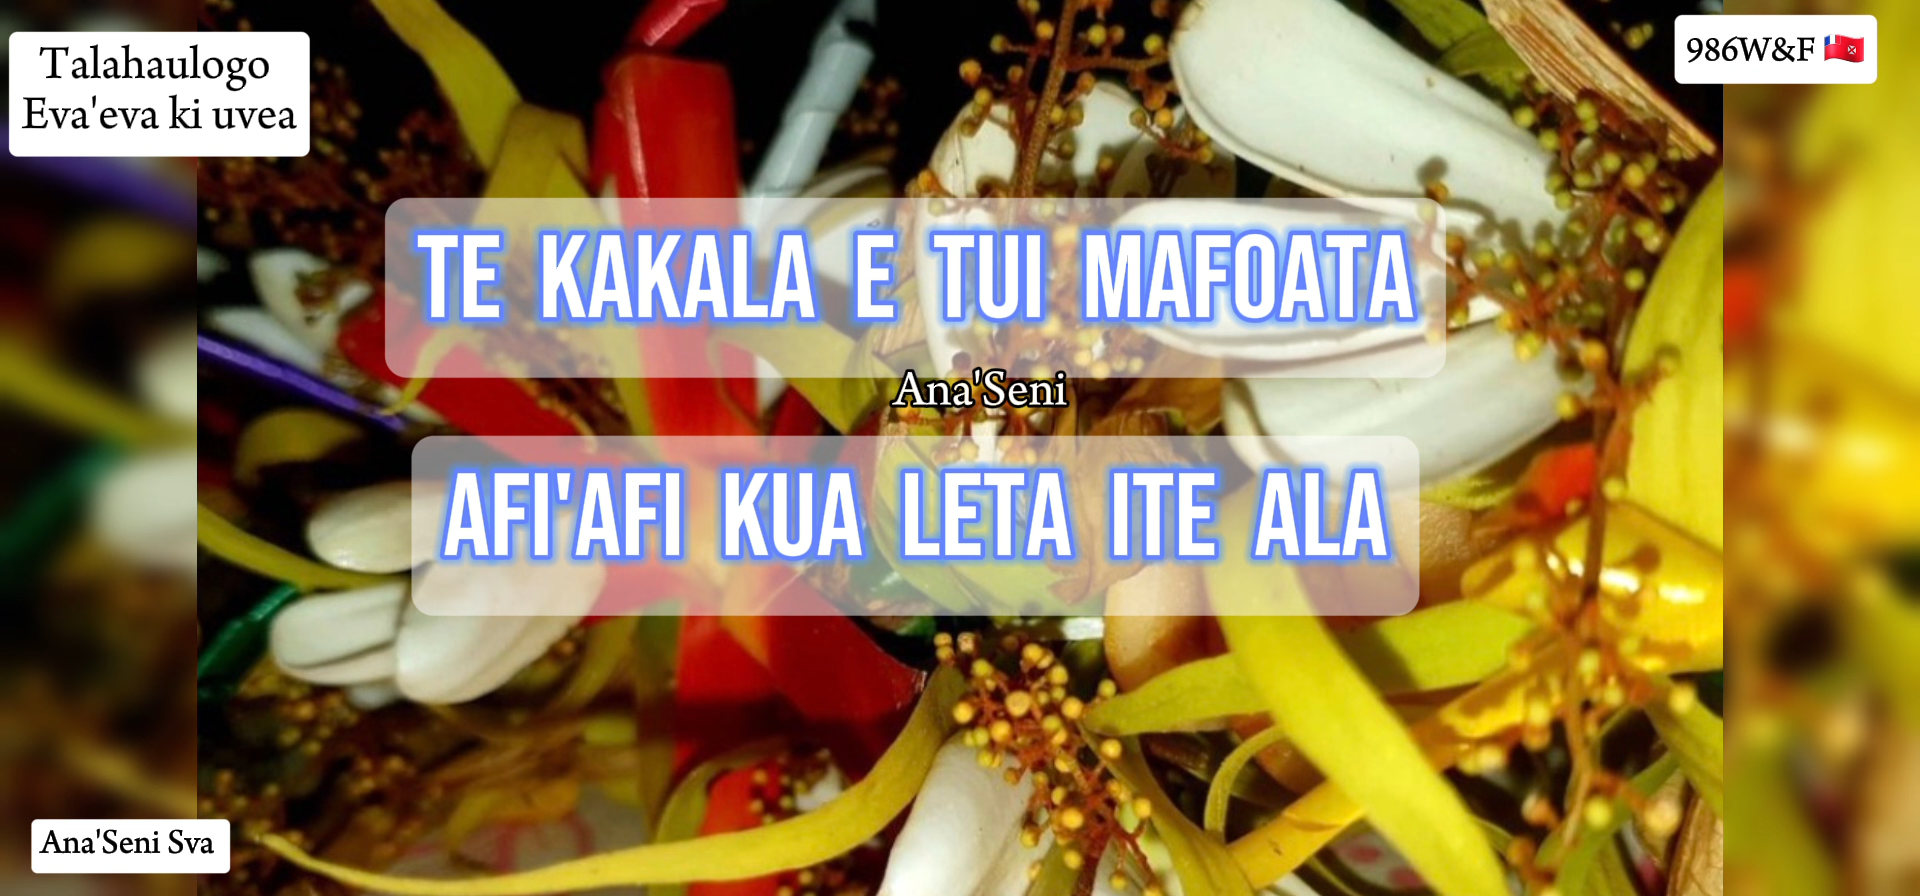 Talahaulogo
Eva'eva ki uvea
986W&F 🇼🇫
TE KAKALA E TUI MAFOATA
Ana'Seni
AFI'AFI KUA LETA ITE ALA
Ana'Seni Sva